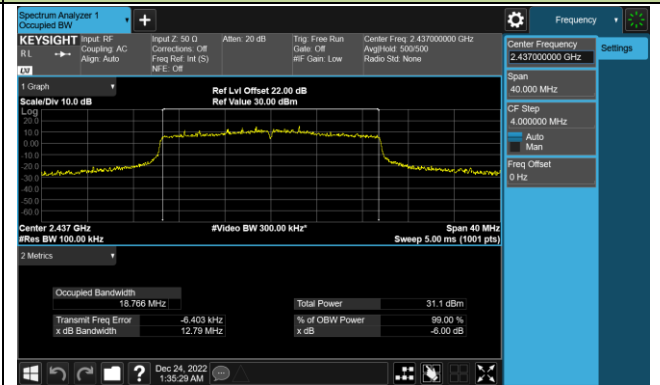 Spectrum Analyzer 1
Occupied BW
Frequency
KEYSIGHT
RL
LXI
Input: RF
Coupling: AC
Align: Auto
Input Z: 50 Ω
Corrections: Off
Freq Ref: Int (S)
NFE: Off
Atten: 20 dB
Trig: Free Run
Gate: Off
#IF Gain: Low
Center Freq: 2.437000000 GHz
Avg|Hold: 500/500
Radio Std: None
Center Frequency
2.437000000 GHz
Settings
Span
40.000 MHz
CF Step
4.000000 MHz
Auto
Man
Freq Offset
0 Hz
1 Graph
Scale/Div 10.0 dB
Ref Lvl Offset 22.00 dB
Ref Value 30.00 dBm
Log
20.0
10.0
0.00
-10.0
-20.0
-30.0
-40.0
-50.0
-60.0
Center 2.437 GHz
#Video BW 300.00 kHz*
Span 40 MHz
#Res BW 100.00 kHz
Sweep 5.00 ms (1001 pts)
2 Metrics
Occupied Bandwidth
18.766 MHz
Total Power
31.1 dBm
Transmit Freq Error
-6.403 kHz
% of OBW Power
99.00 %
x dB Bandwidth
12.79 MHz
x dB
-6.00 dB
Dec 24, 2022
1:35:29 AM